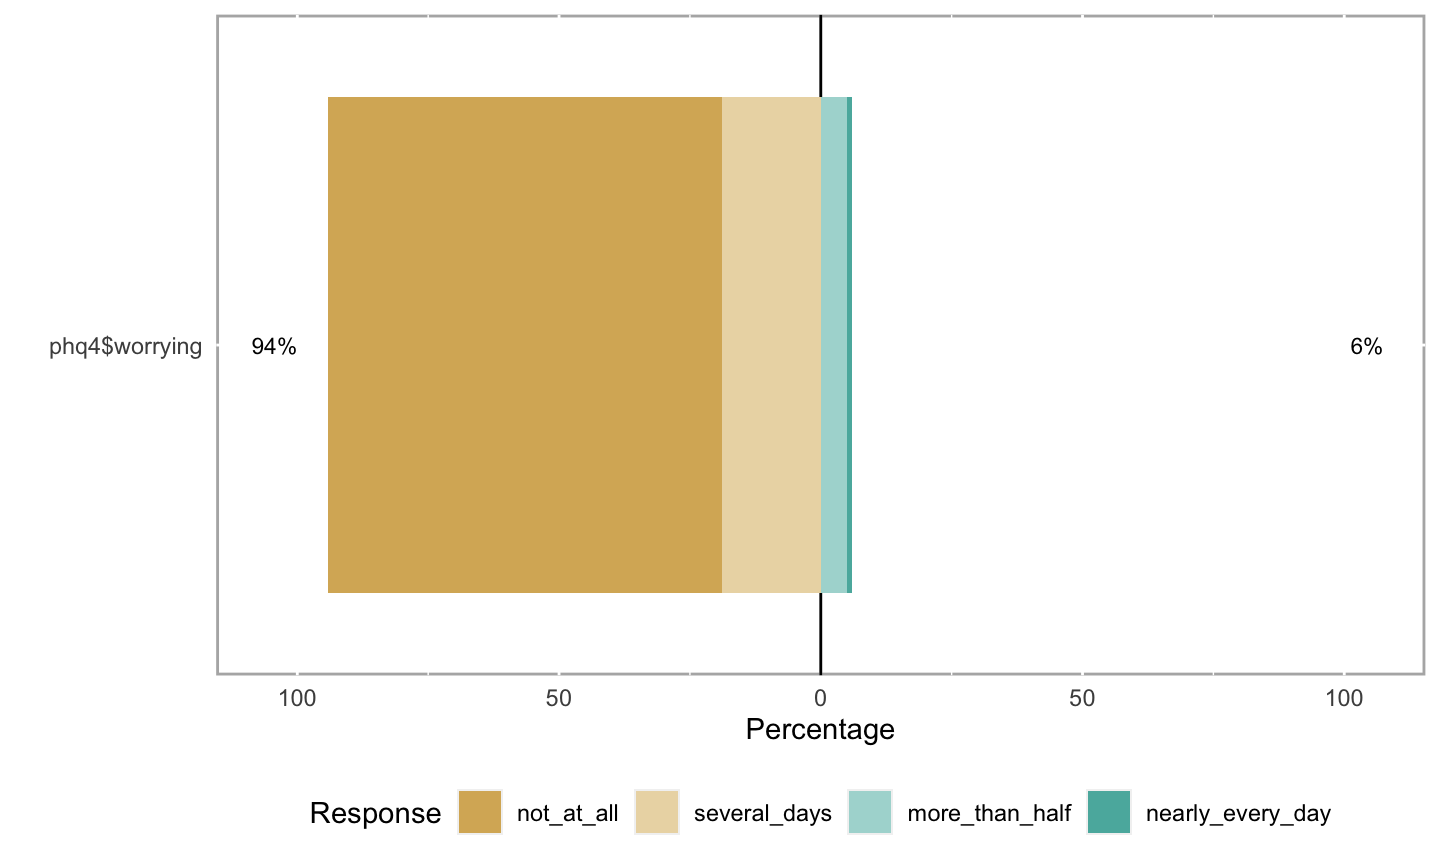 phq4$worrying 94% 6%
100 50 0 50 100
Percentage
Response not_at_all several_days more_than_half nearly_every_day